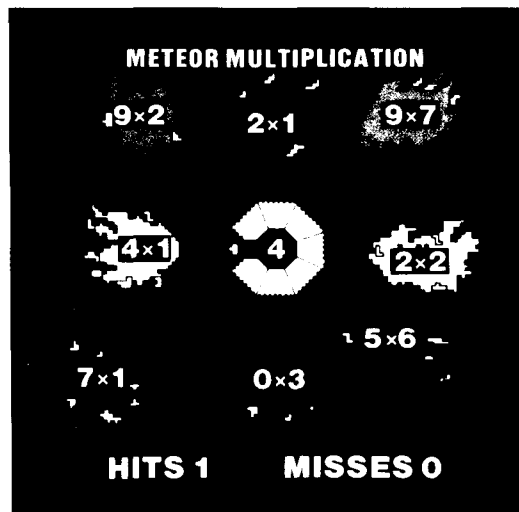 METEOR MULTIPLICATION
9×2 2×1 9×7
4×1 4 2×2
5×6
7×1 0×3
HITS 1 MISSES 0